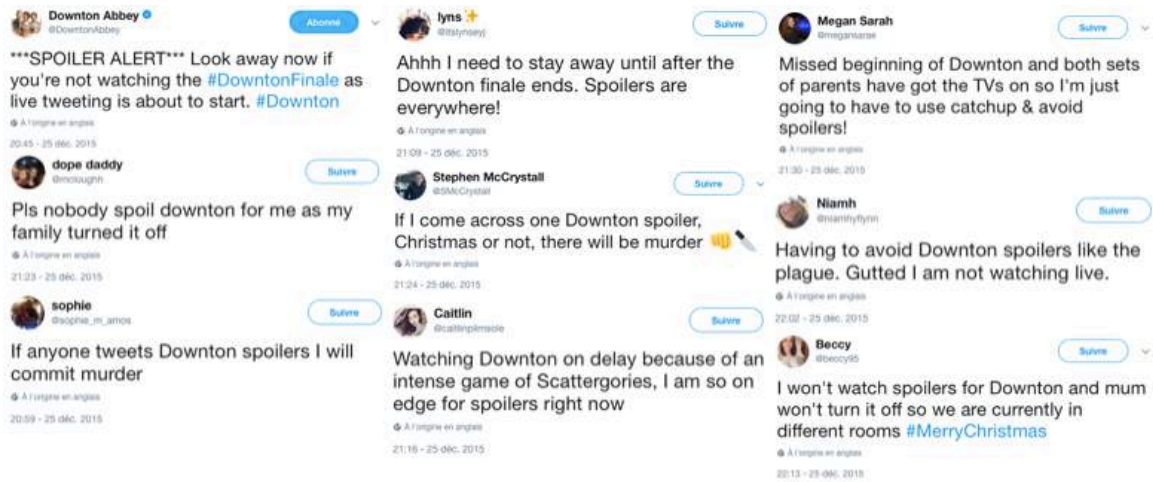 Downton Abbey
@DowntonAbbey
Abonné
***SPOILER ALERT*** Look away now if
you're not watching the #DowntonFinale as
live tweeting is about to start. #Downton
À l'origine en anglais
20:45 - 25 déc. 2015
dope daddy
Suivre
Pls nobody spoil downton for me as my
family turned it off
À l'origine en anglais
21:23 - 25 déc. 2015
sophie
@sophie_m_amos
Suivre
If anyone tweets Downton spoilers I will
commit murder
À l'origine en anglais
20:59 - 25 déc. 2015
lyns
@itslynseyj
Suivre
Ahhh I need to stay away until after the
Downton finale ends. Spoilers are
everywhere!
À l'origine en anglais
21:09 - 25 déc. 2015
Stephen McCrystall
@SMcCrystall
Suivre
If I come across one Downton spoiler,
Christmas or not, there will be murder 👊🔪
À l'origine en anglais
21:24 - 25 déc. 2015
Caitlin
@caitlinplimsole
Suivre
Watching Downton on delay because of an
intense game of Scattergories, I am so on
edge for spoilers right now
À l'origine en anglais
21:16 - 25 déc. 2015
Megan Sarah
@megansarae
Suivre
Missed beginning of Downton and both sets
of parents have got the TVs on so I'm just
going to have to use catchup & avoid
spoilers!
À l'origine en anglais
21:30 - 25 déc. 2015
Niamh
@niamhyflynn
Suivre
Having to avoid Downton spoilers like the
plague. Gutted I am not watching live.
À l'origine en anglais
22:02 - 25 déc. 2015
Beccy
@beccy95
Suivre
I won't watch spoilers for Downton and mum
won't turn it off so we are currently in
different rooms #MerryChristmas
À l'origine en anglais
22:13 - 25 déc. 2015